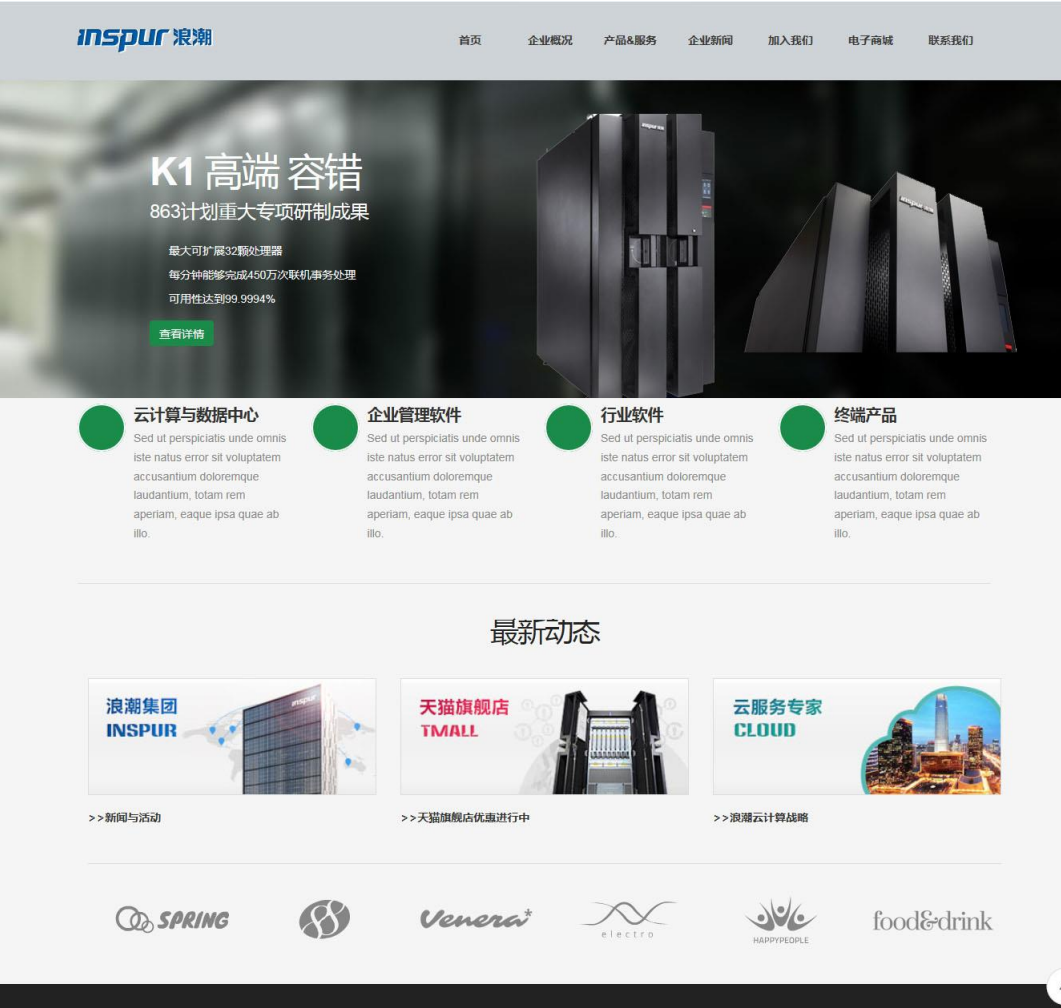 inspur 浪潮
首页 企业概况 产品&服务 企业新闻 加入我们 电子商城 联系我们
K1 高端 容错
863计划重大专项研制成果
最大可扩展32颗处理器
每分钟能够完成450万次联机事务处理
可用性达到99.9994%
查看详情
inspur
inspur
云计算与数据中心
Sed ut perspiciatis unde omnis
iste natus error sit voluptatem
accusantium doloremque
laudantium, totam rem
aperiam, eaque ipsa quae ab
illo.
企业管理软件
Sed ut perspiciatis unde omnis
iste natus error sit voluptatem
accusantium doloremque
laudantium, totam rem
aperiam, eaque ipsa quae ab
illo.
行业软件
Sed ut perspiciatis unde omnis
iste natus error sit voluptatem
accusantium doloremque
laudantium, totam rem
aperiam, eaque ipsa quae ab
illo.
终端产品
Sed ut perspiciatis unde omnis
iste natus error sit voluptatem
accusantium doloremque
laudantium, totam rem
aperiam, eaque ipsa quae ab
illo.
最新动态
浪潮集团
INSPUR
inspur
天猫旗舰店
TMALL
云服务专家
CLOUD
>>新闻与活动
>>天猫旗舰店优惠进行中
>>浪潮云计算战略
SPRING
Venera*
electro
HAPPYPEOPLE
food&drink